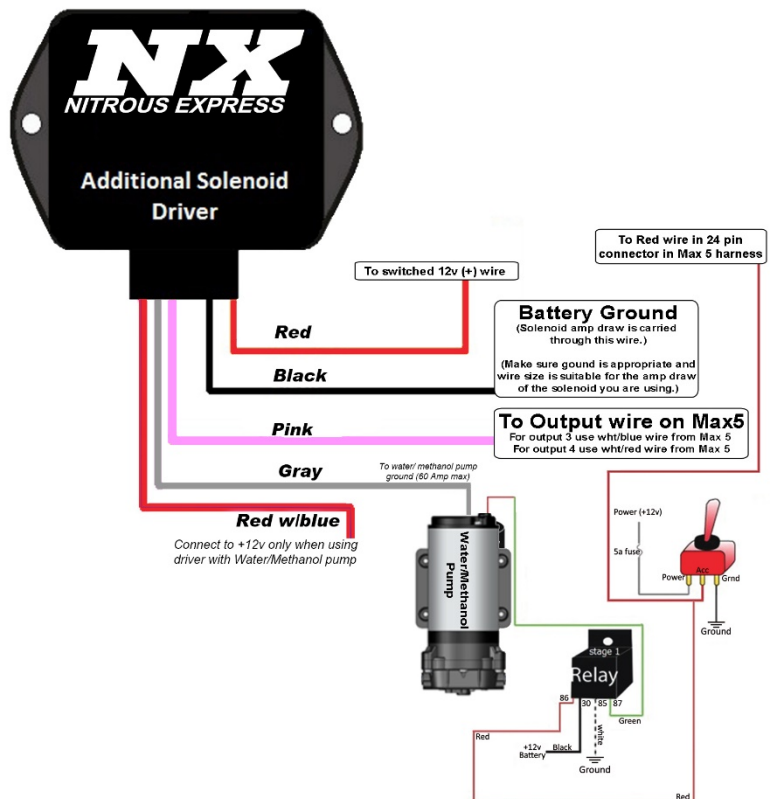 NX
NITROUS EXPRESS
Additional Solenoid
Driver
To Red wire in 24 pin
connector in Max 5 harness
To switched 12v (+) wire
Red
Battery Ground
(Solenoid amp draw is carried
through this wire.)
(Make sure gound is appropriate and
wire size is suitable for the amp draw
of the solenoid you are using.)
Black
Pink
To Output wire on Max5
For output 3 use wht/blue wire from Max 5
For output 4 use wht/red wire from Max 5
Gray
To water/ methanol pump
ground (60 Amp max)
Red w/blue
Connect to +12v only when using
driver with Water/Methanol pump
Water/Methanol
Pump
Power (+12v)
5a fuse
Power
Acc
Grnd
Ground
stage 1
Relay
86
30
85
87
Green
Red
white
+12v
Battery
Black
Ground
Red